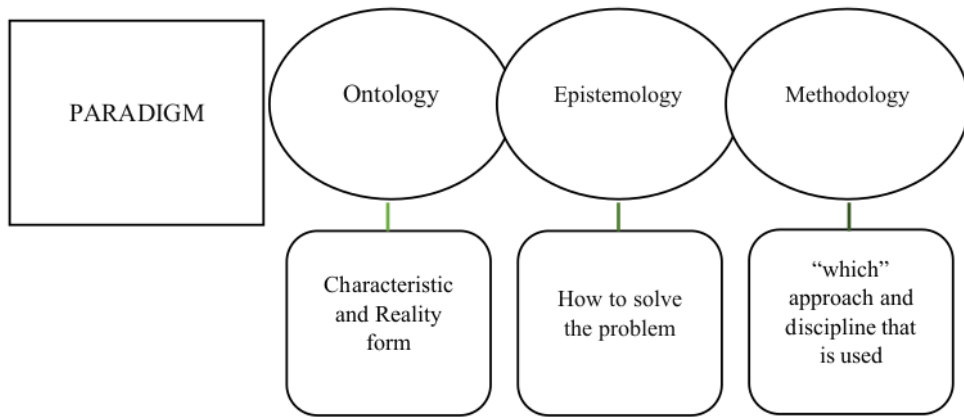 PARADIGM
Ontology
Epistemology
Methodology
Characteristic
and Reality
form
How to solve
the problem
“which”
approach and
discipline that
is used